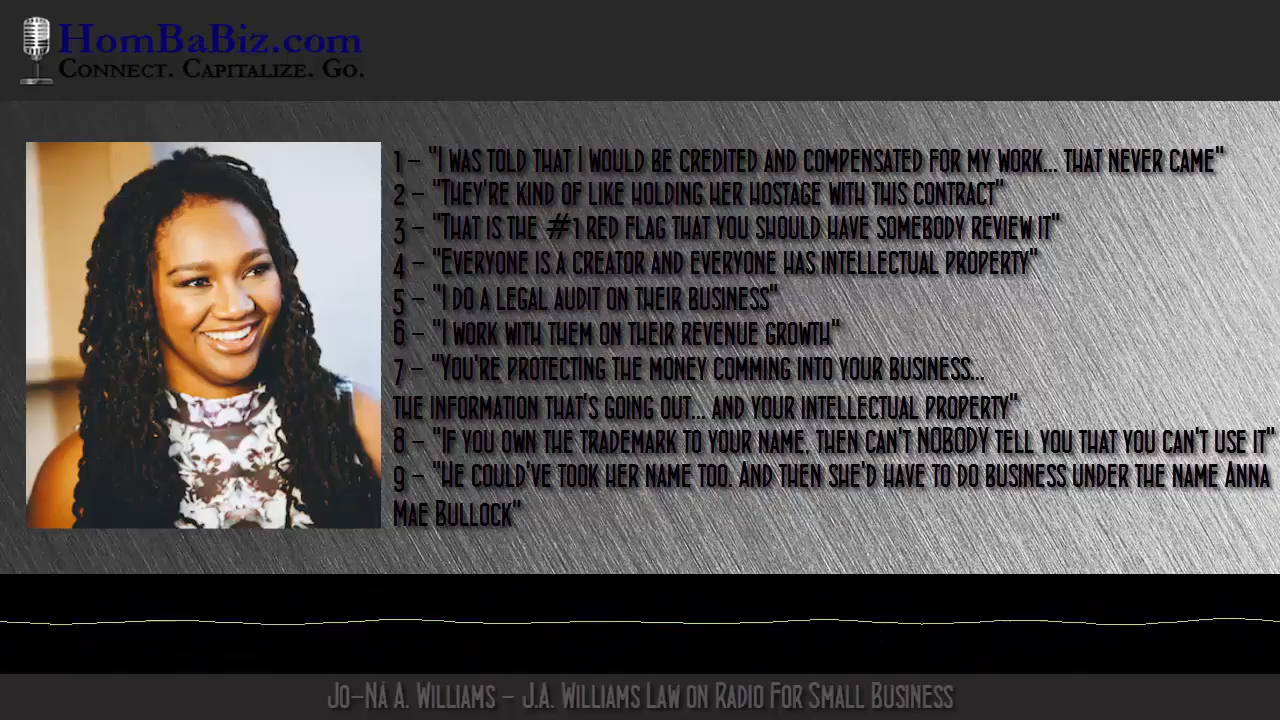 HomBaBiz.com
Connect. Capitalize. Go.
1 – "I was told that I would be credited and compensated for my work... that never came"
2 – "They're kind of like holding her hostage with this contract"
3 – "That is the #1 red flag that you should have somebody review it"
4 – "Everyone is a creator and everyone has intellectual property"
5 – "I do a legal audit on their business"
6 – "I work with them on their revenue growth"
7 – "You're protecting the money comming into your business...
the information that's going out... and your intellectual property"
8 – "If you own the trademark to your name, then can't NOBODY tell you that you can't use it"
9 – "He could've took her name too. And then she'd have to do business under the name Anna
Mae Bullock"
Jo-Ná A. Williams – J.A. Williams Law on Radio For Small Business